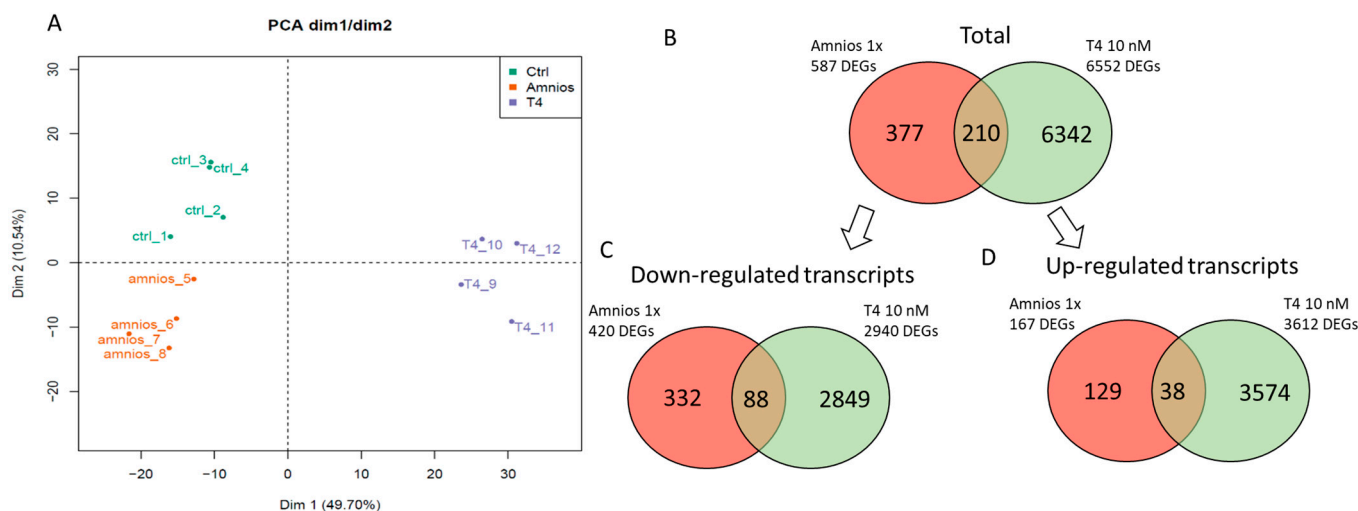 A
PCA dim1/dim2
Ctrl
Amnios
T4
ctrl_3
ctrl_4
ctrl_2
ctrl_1
amnios_5
amnios_6
amnios_7
amnios_8
T4_10
T4_12
T4_9
T4_11
30
20
10
0
−10
−20
Dim 2 (10.54%)
−20
−10
0
10
20
30
Dim 1 (49.70%)
B
Total
Amnios 1x
587 DEGs
T4 10 nM
6552 DEGs
377
210
6342
C
Down-regulated transcripts
Amnios 1x
420 DEGs
T4 10 nM
2940 DEGs
332
88
2849
D
Up-regulated transcripts
Amnios 1x
167 DEGs
T4 10 nM
3612 DEGs
129
38
3574